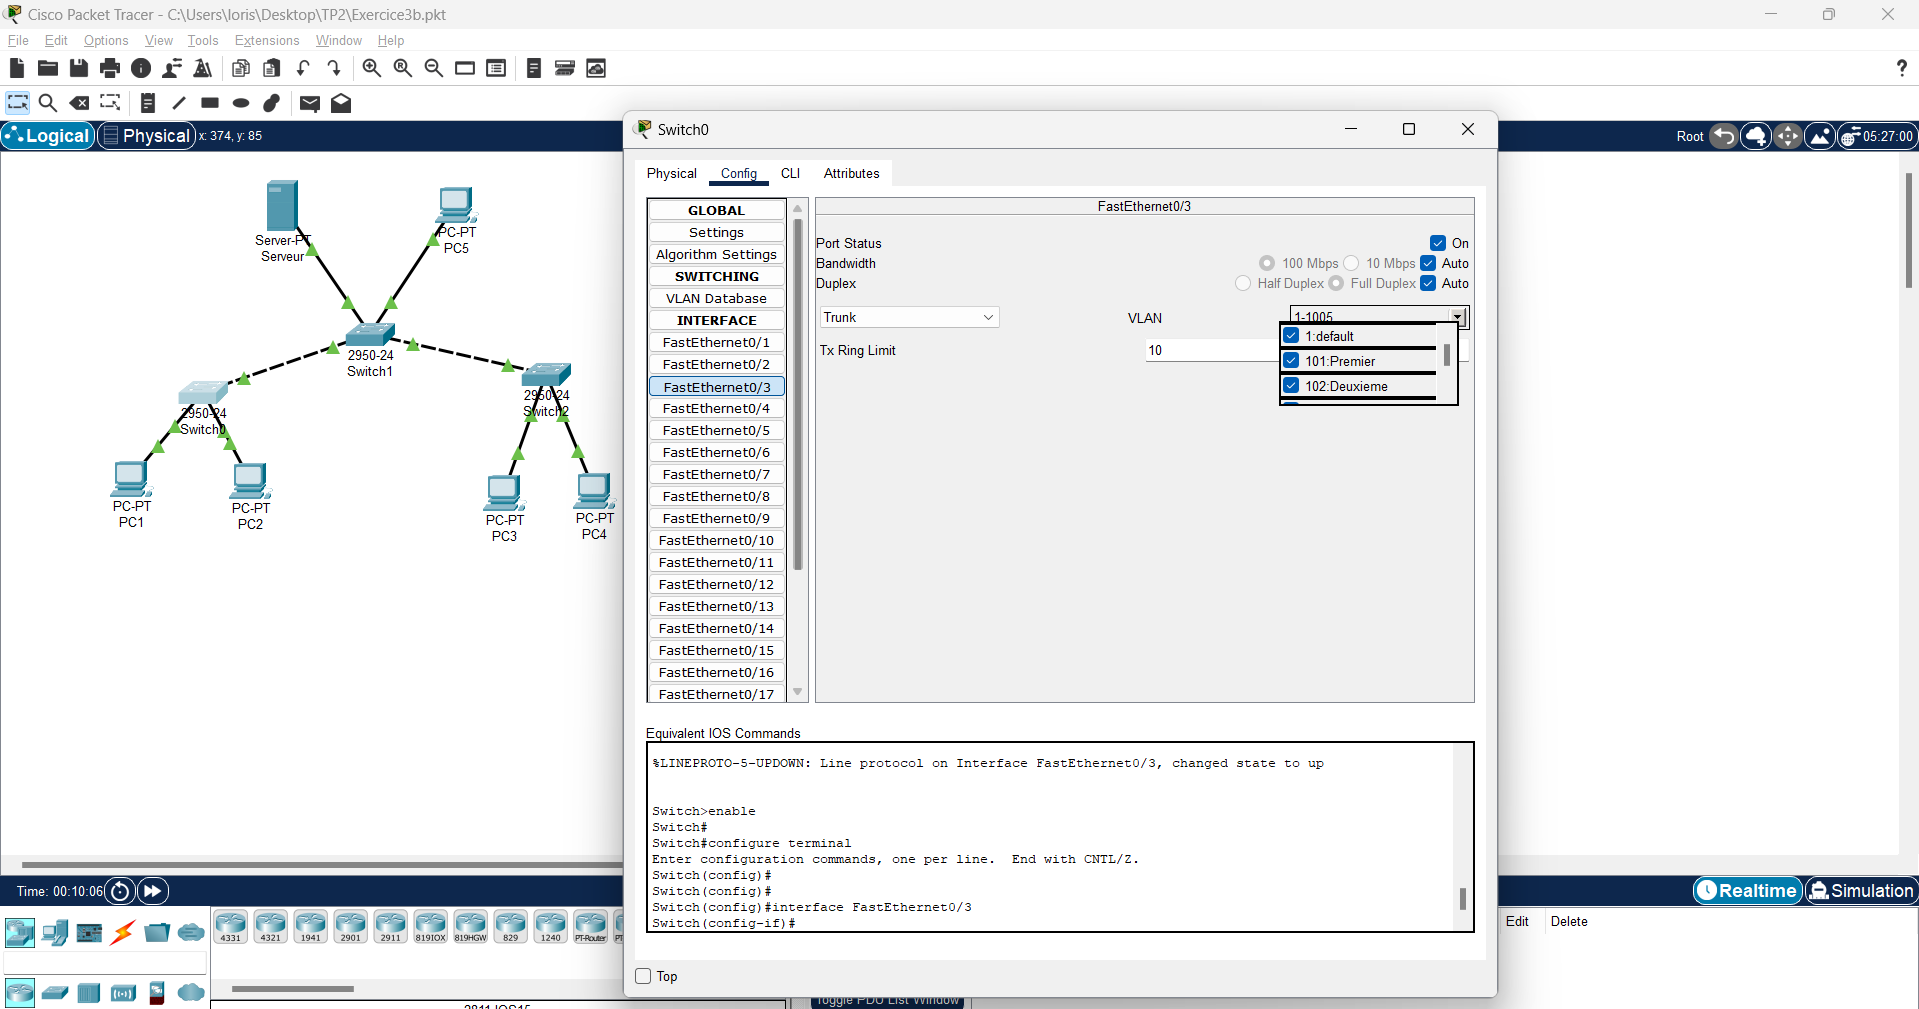 Cisco Packet Tracer - C:\Users\loris\Desktop\TP2\Exercice3b.pkt
File Edit Options View Tools Extensions Window Help
Logical Physical x: 374, y: 85
Root 05:27:00
Server-PT
Serveur
PC-PT
PC5
2950-24
Switch1
2950-24
Switch0
2950-24
Switch2
PC-PT
PC1
PC-PT
PC2
PC-PT
PC3
PC-PT
PC4
Switch0
Physical Config CLI Attributes
GLOBAL
Settings
Algorithm Settings
SWITCHING
VLAN Database
INTERFACE
FastEthernet0/1
FastEthernet0/2
FastEthernet0/3
FastEthernet0/4
FastEthernet0/5
FastEthernet0/6
FastEthernet0/7
FastEthernet0/8
FastEthernet0/9
FastEthernet0/10
FastEthernet0/11
FastEthernet0/12
FastEthernet0/13
FastEthernet0/14
FastEthernet0/15
FastEthernet0/16
FastEthernet0/17
FastEthernet0/3
Port Status On
Bandwidth 100 Mbps 10 Mbps Auto
Duplex Half Duplex Full Duplex Auto
Trunk VLAN 1-1005
1:default
Tx Ring Limit 10
101:Premier
102:Deuxieme
Equivalent IOS Commands
%LINEPROTO-5-UPDOWN: Line protocol on Interface FastEthernet0/3, changed state to up
Switch>enable
Switch#
Switch#configure terminal
Enter configuration commands, one per line. End with CNTL/Z.
Switch(config)#
Switch(config)#
Switch(config)#interface FastEthernet0/3
Switch(config-if)#
Top
Time: 00:10:06
Realtime Simulation
4331 4321 1941 2901 2911 819IOX 819HGW 829 1240 PT-Router
Edit Delete
2811 IOS15
Toggle PDU List Window